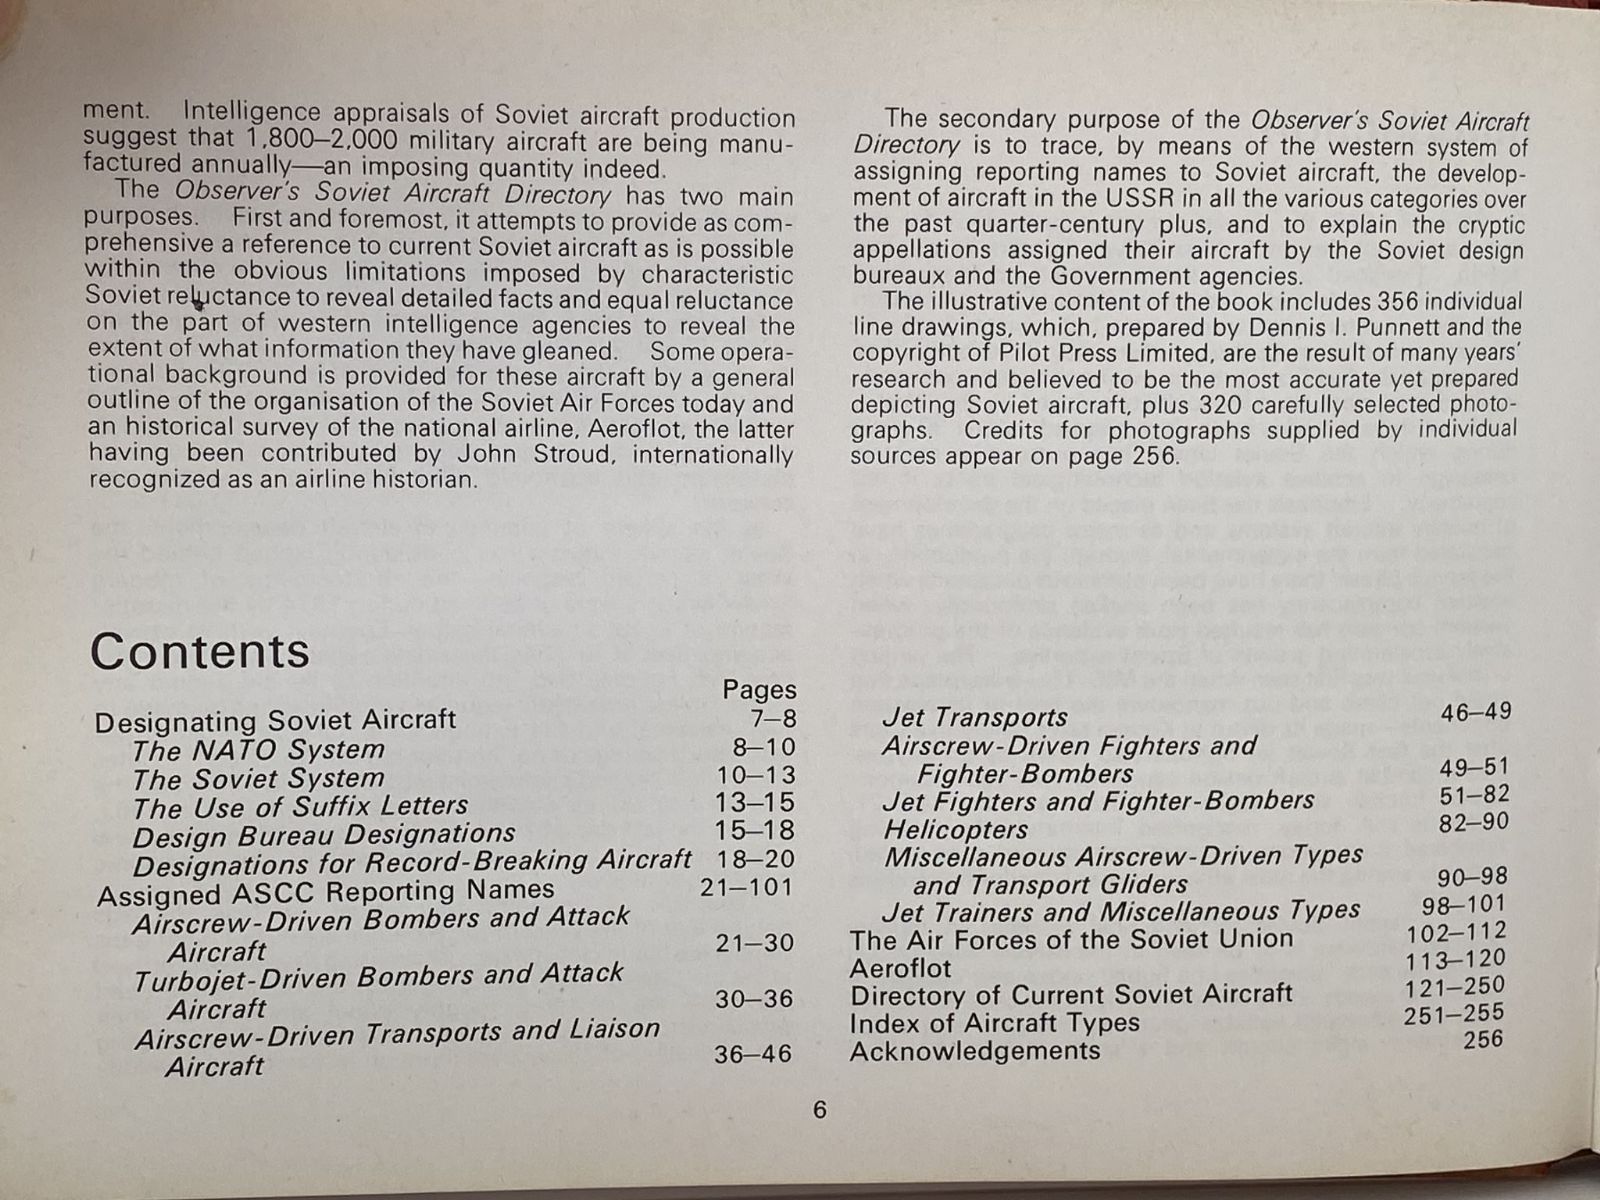 ment. Intelligence appraisals of Soviet aircraft production
suggest that 1,800–2,000 military aircraft are being manu-
factured annually—an imposing quantity indeed.
The Observer's Soviet Aircraft Directory has two main
purposes. First and foremost, it attempts to provide as com-
prehensive a reference to current Soviet aircraft as is possible
within the obvious limitations imposed by characteristic
Soviet reluctance to reveal detailed facts and equal reluctance
on the part of western intelligence agencies to reveal the
extent of what information they have gleaned. Some opera-
tional background is provided for these aircraft by a general
outline of the organisation of the Soviet Air Forces today and
an historical survey of the national airline, Aeroflot, the latter
having been contributed by John Stroud, internationally
recognized as an airline historian.
The secondary purpose of the Observer's Soviet Aircraft
Directory is to trace, by means of the western system of
assigning reporting names to Soviet aircraft, the develop-
ment of aircraft in the USSR in all the various categories over
the past quarter-century plus, and to explain the cryptic
appellations assigned their aircraft by the Soviet design
bureaux and the Government agencies.
The illustrative content of the book includes 356 individual
line drawings, which, prepared by Dennis I. Punnett and the
copyright of Pilot Press Limited, are the result of many years'
research and believed to be the most accurate yet prepared
depicting Soviet aircraft, plus 320 carefully selected photo-
graphs. Credits for photographs supplied by individual
sources appear on page 256.
Contents
Pages
Designating Soviet Aircraft 7–8
The NATO System 8–10
The Soviet System 10–13
The Use of Suffix Letters 13–15
Design Bureau Designations 15–18
Designations for Record-Breaking Aircraft 18–20
Assigned ASCC Reporting Names 21–101
Airscrew-Driven Bombers and Attack
Aircraft 21–30
Turbojet-Driven Bombers and Attack
Aircraft 30–36
Airscrew-Driven Transports and Liaison
Aircraft 36–46
Jet Transports 46–49
Airscrew-Driven Fighters and
Fighter-Bombers 49–51
Jet Fighters and Fighter-Bombers 51–82
Helicopters 82–90
Miscellaneous Airscrew-Driven Types
and Transport Gliders 90–98
Jet Trainers and Miscellaneous Types 98–101
The Air Forces of the Soviet Union 102–112
Aeroflot 113–120
Directory of Current Soviet Aircraft 121–250
Index of Aircraft Types 251–255
Acknowledgements 256
6